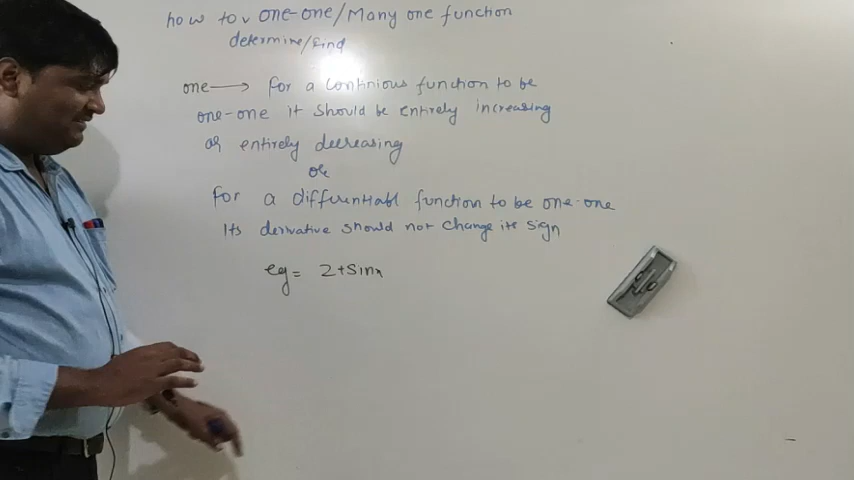 how to v one-one/Many one function
determine/find
one → for a continious function to be
one-one it should be entirely increasing
or entirely decreasing
or
for a differentiabl function to be one-one
Its derivative should not change its sign
eg = 2+sinx